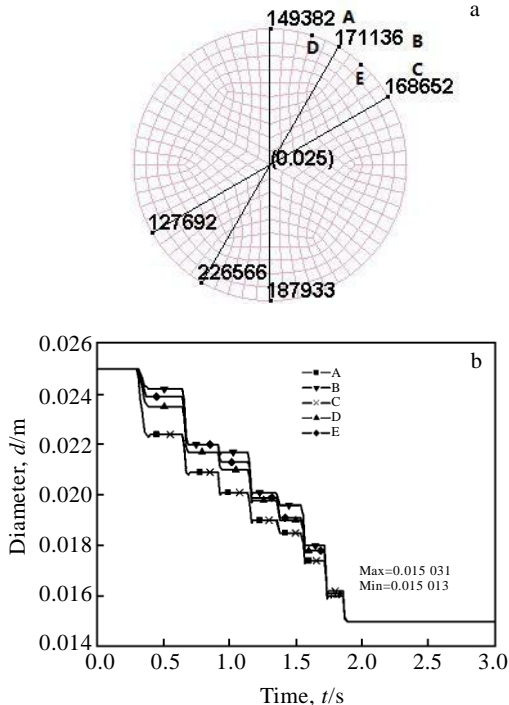 a
149382 A
D
171136 B
E
C
168652
(0.025)
127692
226566
187933
b
0.026
0.024
0.022
0.020
0.018
0.016
0.014
Diameter, d/m
A
B
C
D
E
Max=0.015 031
Min=0.015 013
0.0 0.5 1.0 1.5 2.0 2.5 3.0
Time, t/s